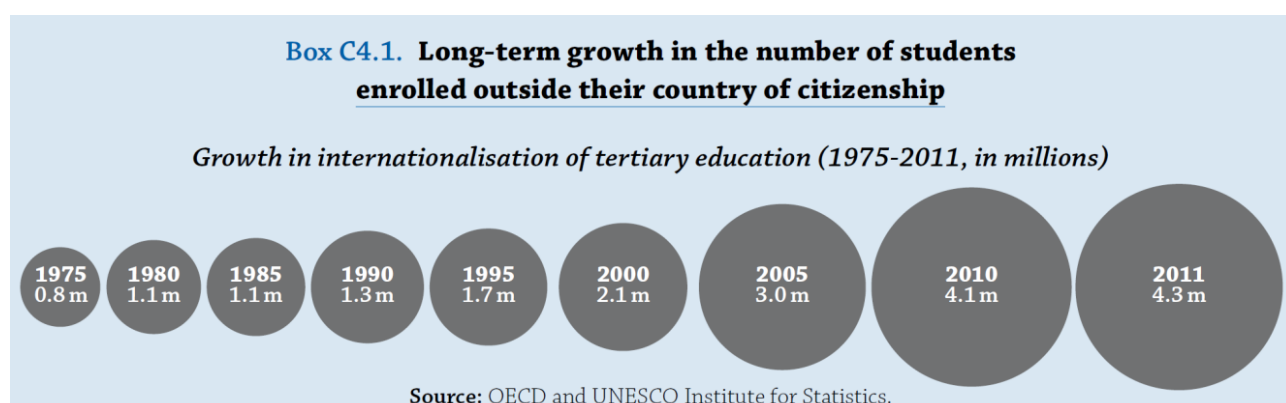 Box C4.1. Long-term growth in the number of students
enrolled outside their country of citizenship
Growth in internationalisation of tertiary education (1975-2011, in millions)
1975
0.8 m
1980
1.1 m
1985
1.1 m
1990
1.3 m
1995
1.7 m
2000
2.1 m
2005
3.0 m
2010
4.1 m
2011
4.3 m
Source: OECD and UNESCO Institute for Statistics.